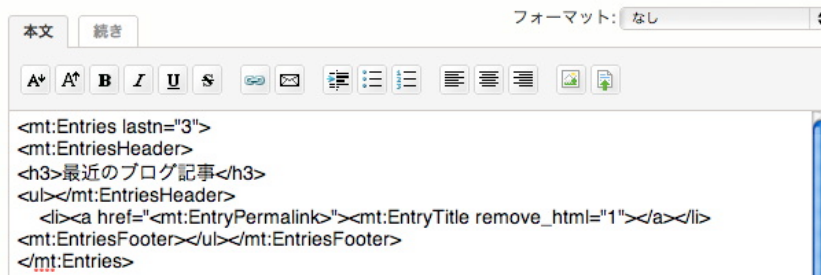 フォーマット: なし
本文 続き
A A B I U S
<mt:Entries lastn="3">
<mt:EntriesHeader>
<h3>最近のブログ記事</h3>
<ul></mt:EntriesHeader>
<li><a href="<mt:EntryPermalink>"><mt:EntryTitle remove_html="1"></a></li>
<mt:EntriesFooter></ul></mt:EntriesFooter>
</mt:Entries>